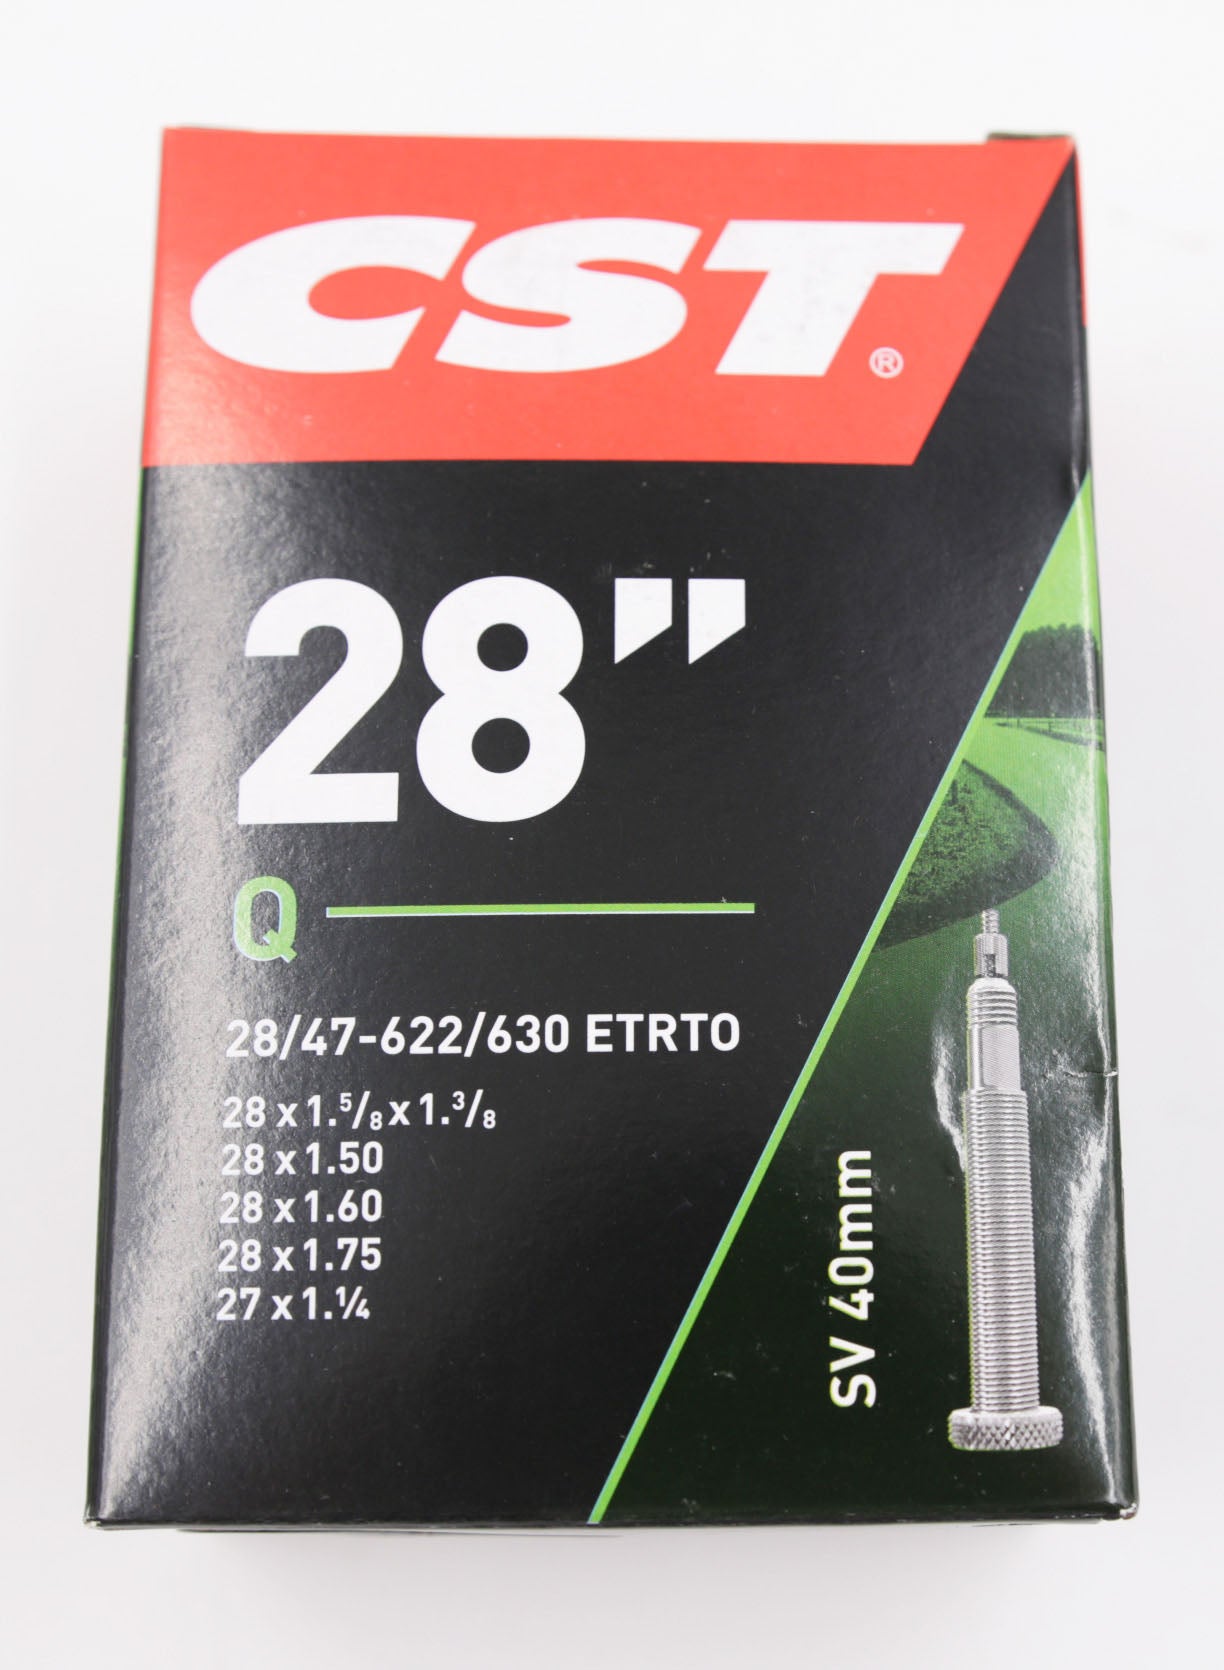 CST®
28"
Q
28/47-622/630 ETRTO
28 x 1.⁵/₈ x 1.³/₈
28 x 1.50
28 x 1.60
28 x 1.75
27 x 1.¼
SV 40mm